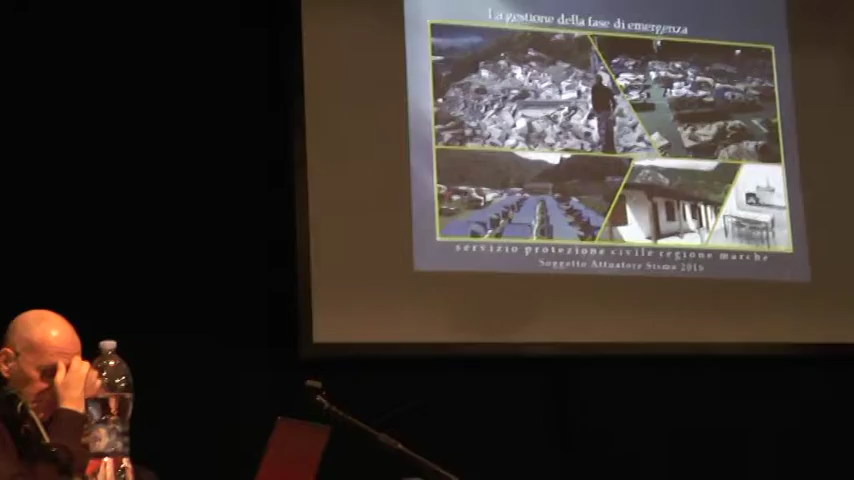 La gestione della fase di emergenza
servizio protezione civile regione marche
Soggetto Attuatore Sisma 2016